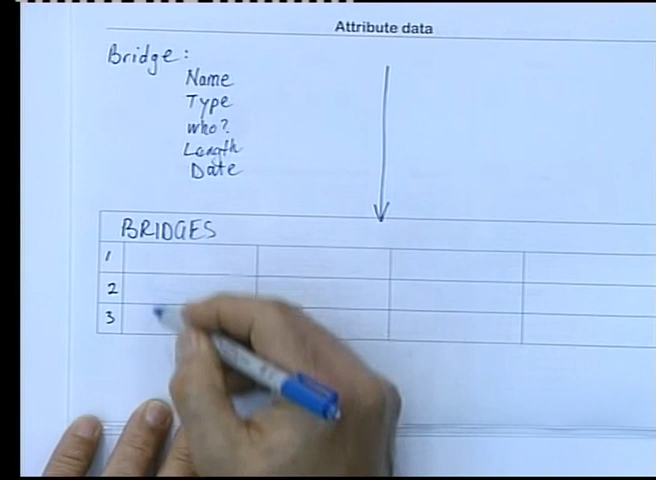 Attribute data
Bridge:
Name
Type
who?
Length
Date
BRIDGES
1
2
3